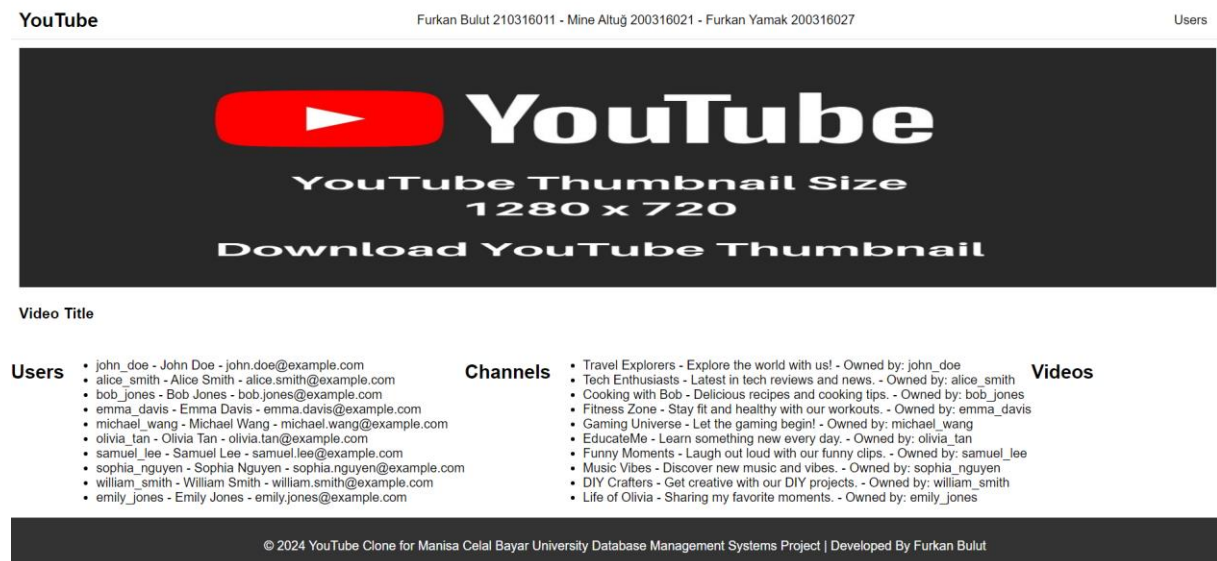 YouTube
Furkan Bulut 210316011 - Mine Altuğ 200316021 - Furkan Yamak 200316027
Users
YouTube
YouTube Thumbnail Size
1280 x 720
Download YouTube Thumbnail
Video Title
Users
john_doe - John Doe - john.doe@example.com
alice_smith - Alice Smith - alice.smith@example.com
bob_jones - Bob Jones - bob.jones@example.com
emma_davis - Emma Davis - emma.davis@example.com
michael_wang - Michael Wang - michael.wang@example.com
olivia_tan - Olivia Tan - olivia.tan@example.com
samuel_lee - Samuel Lee - samuel.lee@example.com
sophia_nguyen - Sophia Nguyen - sophia.nguyen@example.com
william_smith - William Smith - william.smith@example.com
emily_jones - Emily Jones - emily.jones@example.com
Channels
Travel Explorers - Explore the world with us! - Owned by: john_doe
Tech Enthusiasts - Latest in tech reviews and news. - Owned by: alice_smith
Cooking with Bob - Delicious recipes and cooking tips. - Owned by: bob_jones
Fitness Zone - Stay fit and healthy with our workouts. - Owned by: emma_davis
Gaming Universe - Let the gaming begin! - Owned by: michael_wang
EducateMe - Learn something new every day. - Owned by: olivia_tan
Funny Moments - Laugh out loud with our funny clips. - Owned by: samuel_lee
Music Vibes - Discover new music and vibes. - Owned by: sophia_nguyen
DIY Crafters - Get creative with our DIY projects. - Owned by: william_smith
Life of Olivia - Sharing my favorite moments. - Owned by: emily_jones
Videos
© 2024 YouTube Clone for Manisa Celal Bayar University Database Management Systems Project | Developed By Furkan Bulut